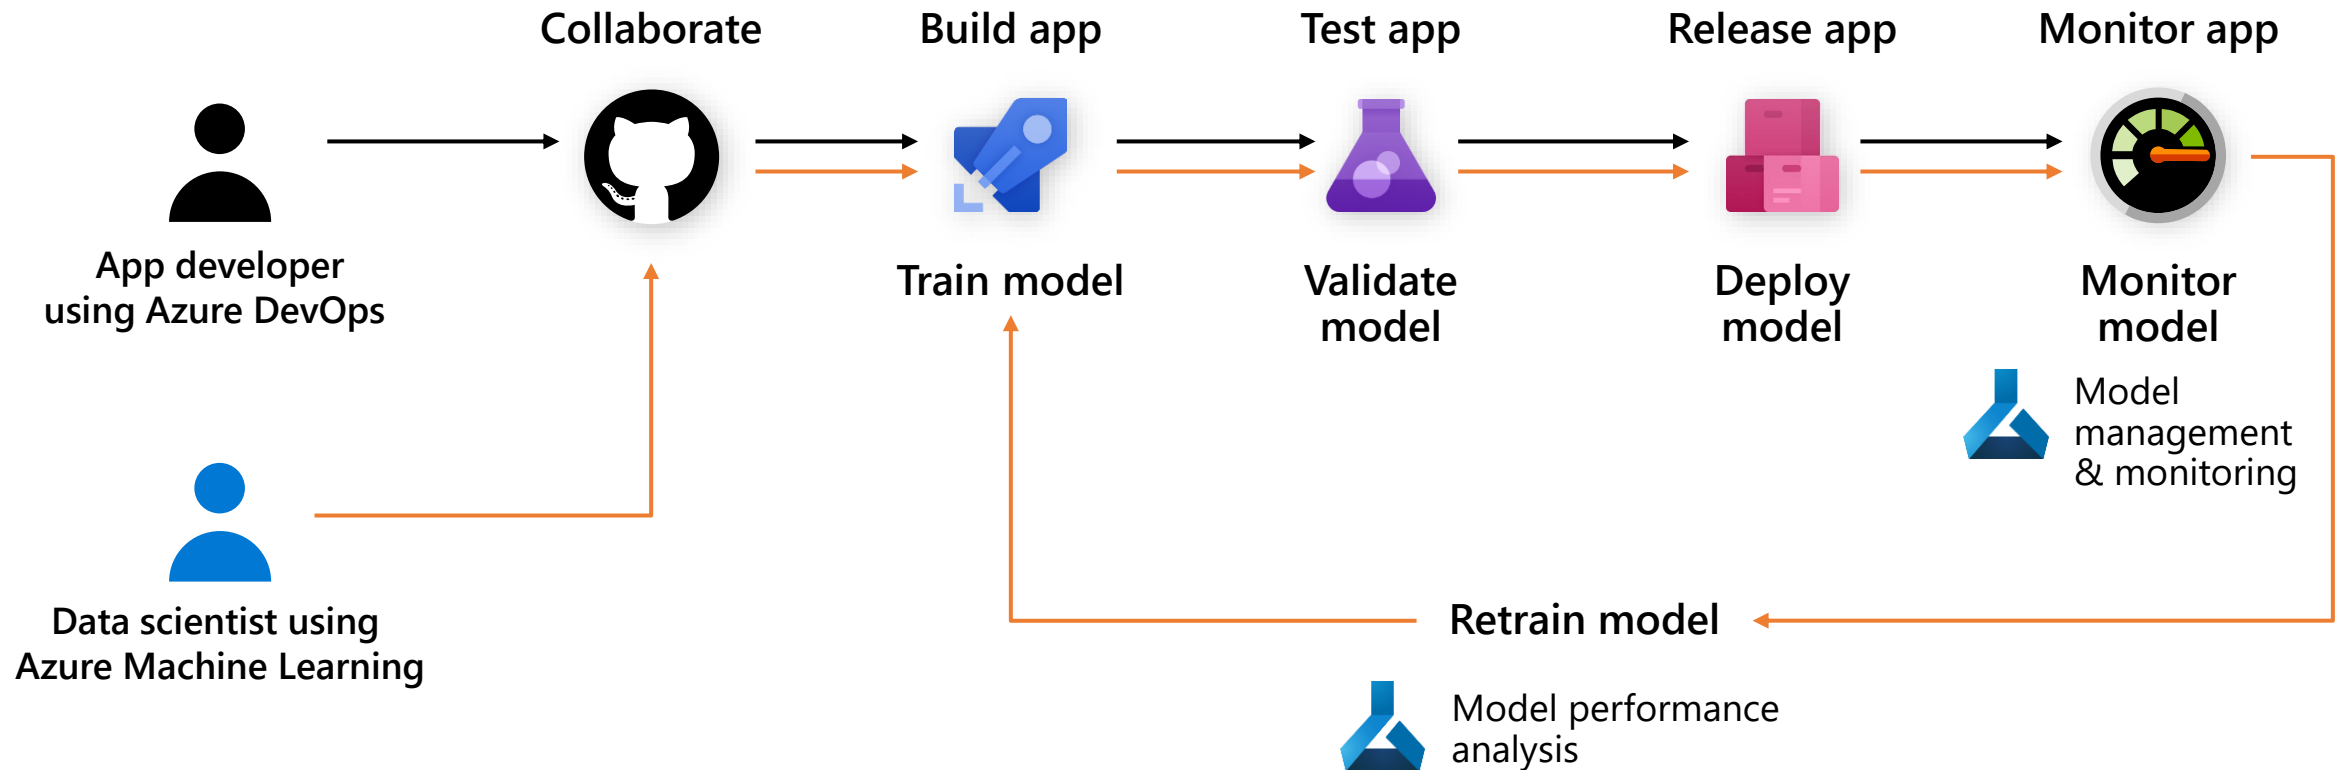 Collaborate
Build app
Test app
Release app
Monitor app
App developer
using Azure DevOps
Train model
Validate
model
Deploy
model
Monitor
model
Model
management
& monitoring
Data scientist using
Azure Machine Learning
Retrain model
Model performance
analysis